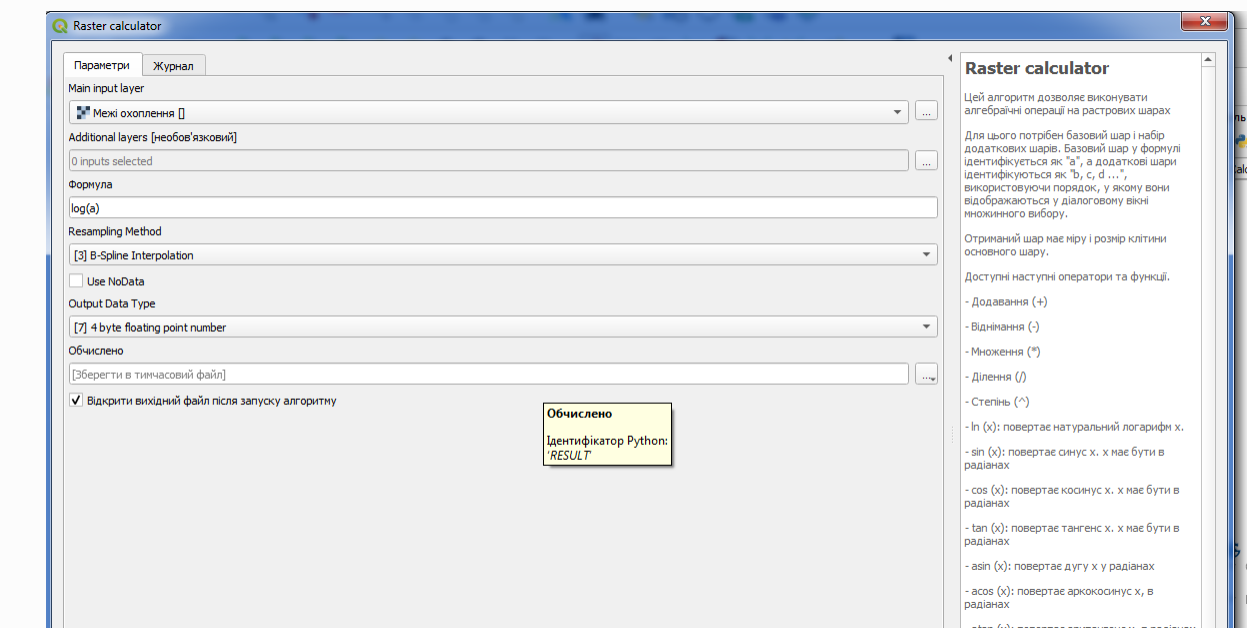 Raster calculator
Параметри
Журнал
Main input layer
Межі охоплення []
...
Additional layers [необов'язковий]
0 inputs selected
...
Формула
log(a)
Resampling Method
[3] B-Spline Interpolation
Use NoData
Output Data Type
[7] 4 byte floating point number
Обчислено
[Зберегти в тимчасовий файл]
...
Відкрити вихідний файл після запуску алгоритму
Обчислено
Ідентифікатор Python:
'RESULT'
Raster calculator
Цей алгоритм дозволяє виконувати
алгебраїчні операції на растрових шарах
Для цього потрібен базовий шар і набір
додаткових шарів. Базовий шар у формулі
ідентифікується як "a", а додаткові шари
ідентифікуються як "b, c, d ...",
використовуючи порядок, у якому вони
відображаються у діалоговому вікні
множинного вибору.
Отриманий шар має міру і розмір клітини
основного шару.
Доступні наступні оператори та функції.
- Додавання (+)
- Віднімання (-)
- Множення (*)
- Ділення (/)
- Степінь (^)
- ln (x): повертає натуральний логарифм x.
- sin (x): повертає синус x. x має бути в
радіанах
- cos (x): повертає косинус x. x має бути в
радіанах
- tan (x): повертає тангенс x. x має бути в
радіанах
- asin (x): повертає дугу x у радіанах
- acos (x): повертає аркокосинус x, в
радіанах